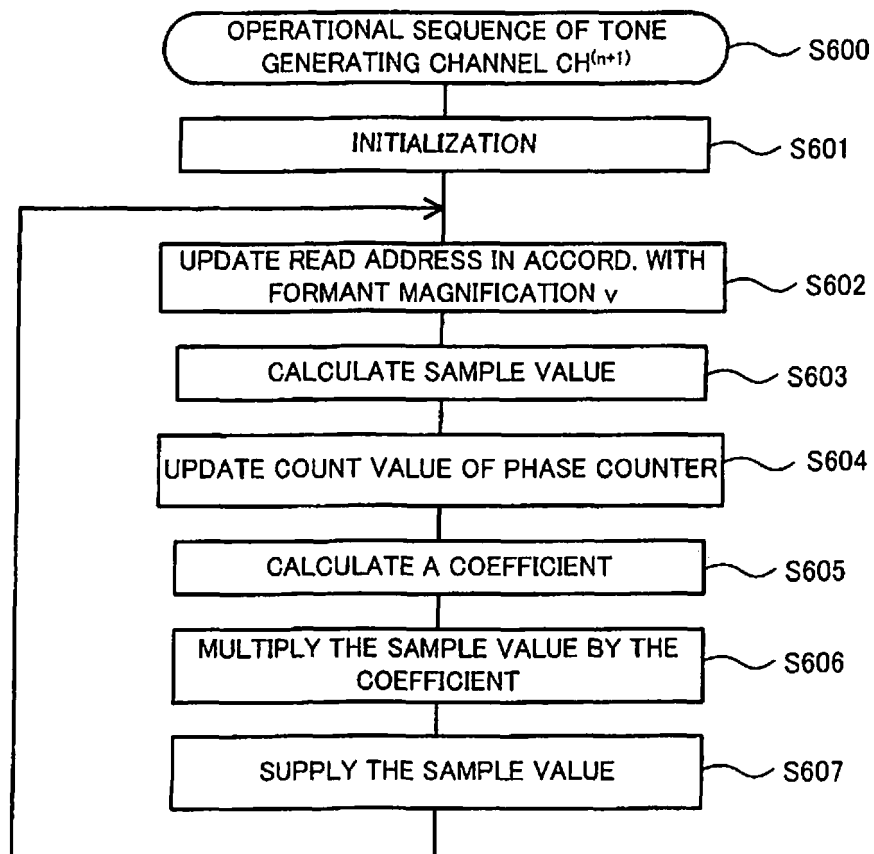 OPERATIONAL SEQUENCE OF TONE
GENERATING CHANNEL CH(n+1)
S600
INITIALIZATION
S601
UPDATE READ ADDRESS IN ACCORD. WITH
FORMANT MAGNIFICATION v
S602
CALCULATE SAMPLE VALUE
S603
UPDATE COUNT VALUE OF PHASE COUNTER
S604
CALCULATE A COEFFICIENT
S605
MULTIPLY THE SAMPLE VALUE BY THE
COEFFICIENT
S606
SUPPLY THE SAMPLE VALUE
S607